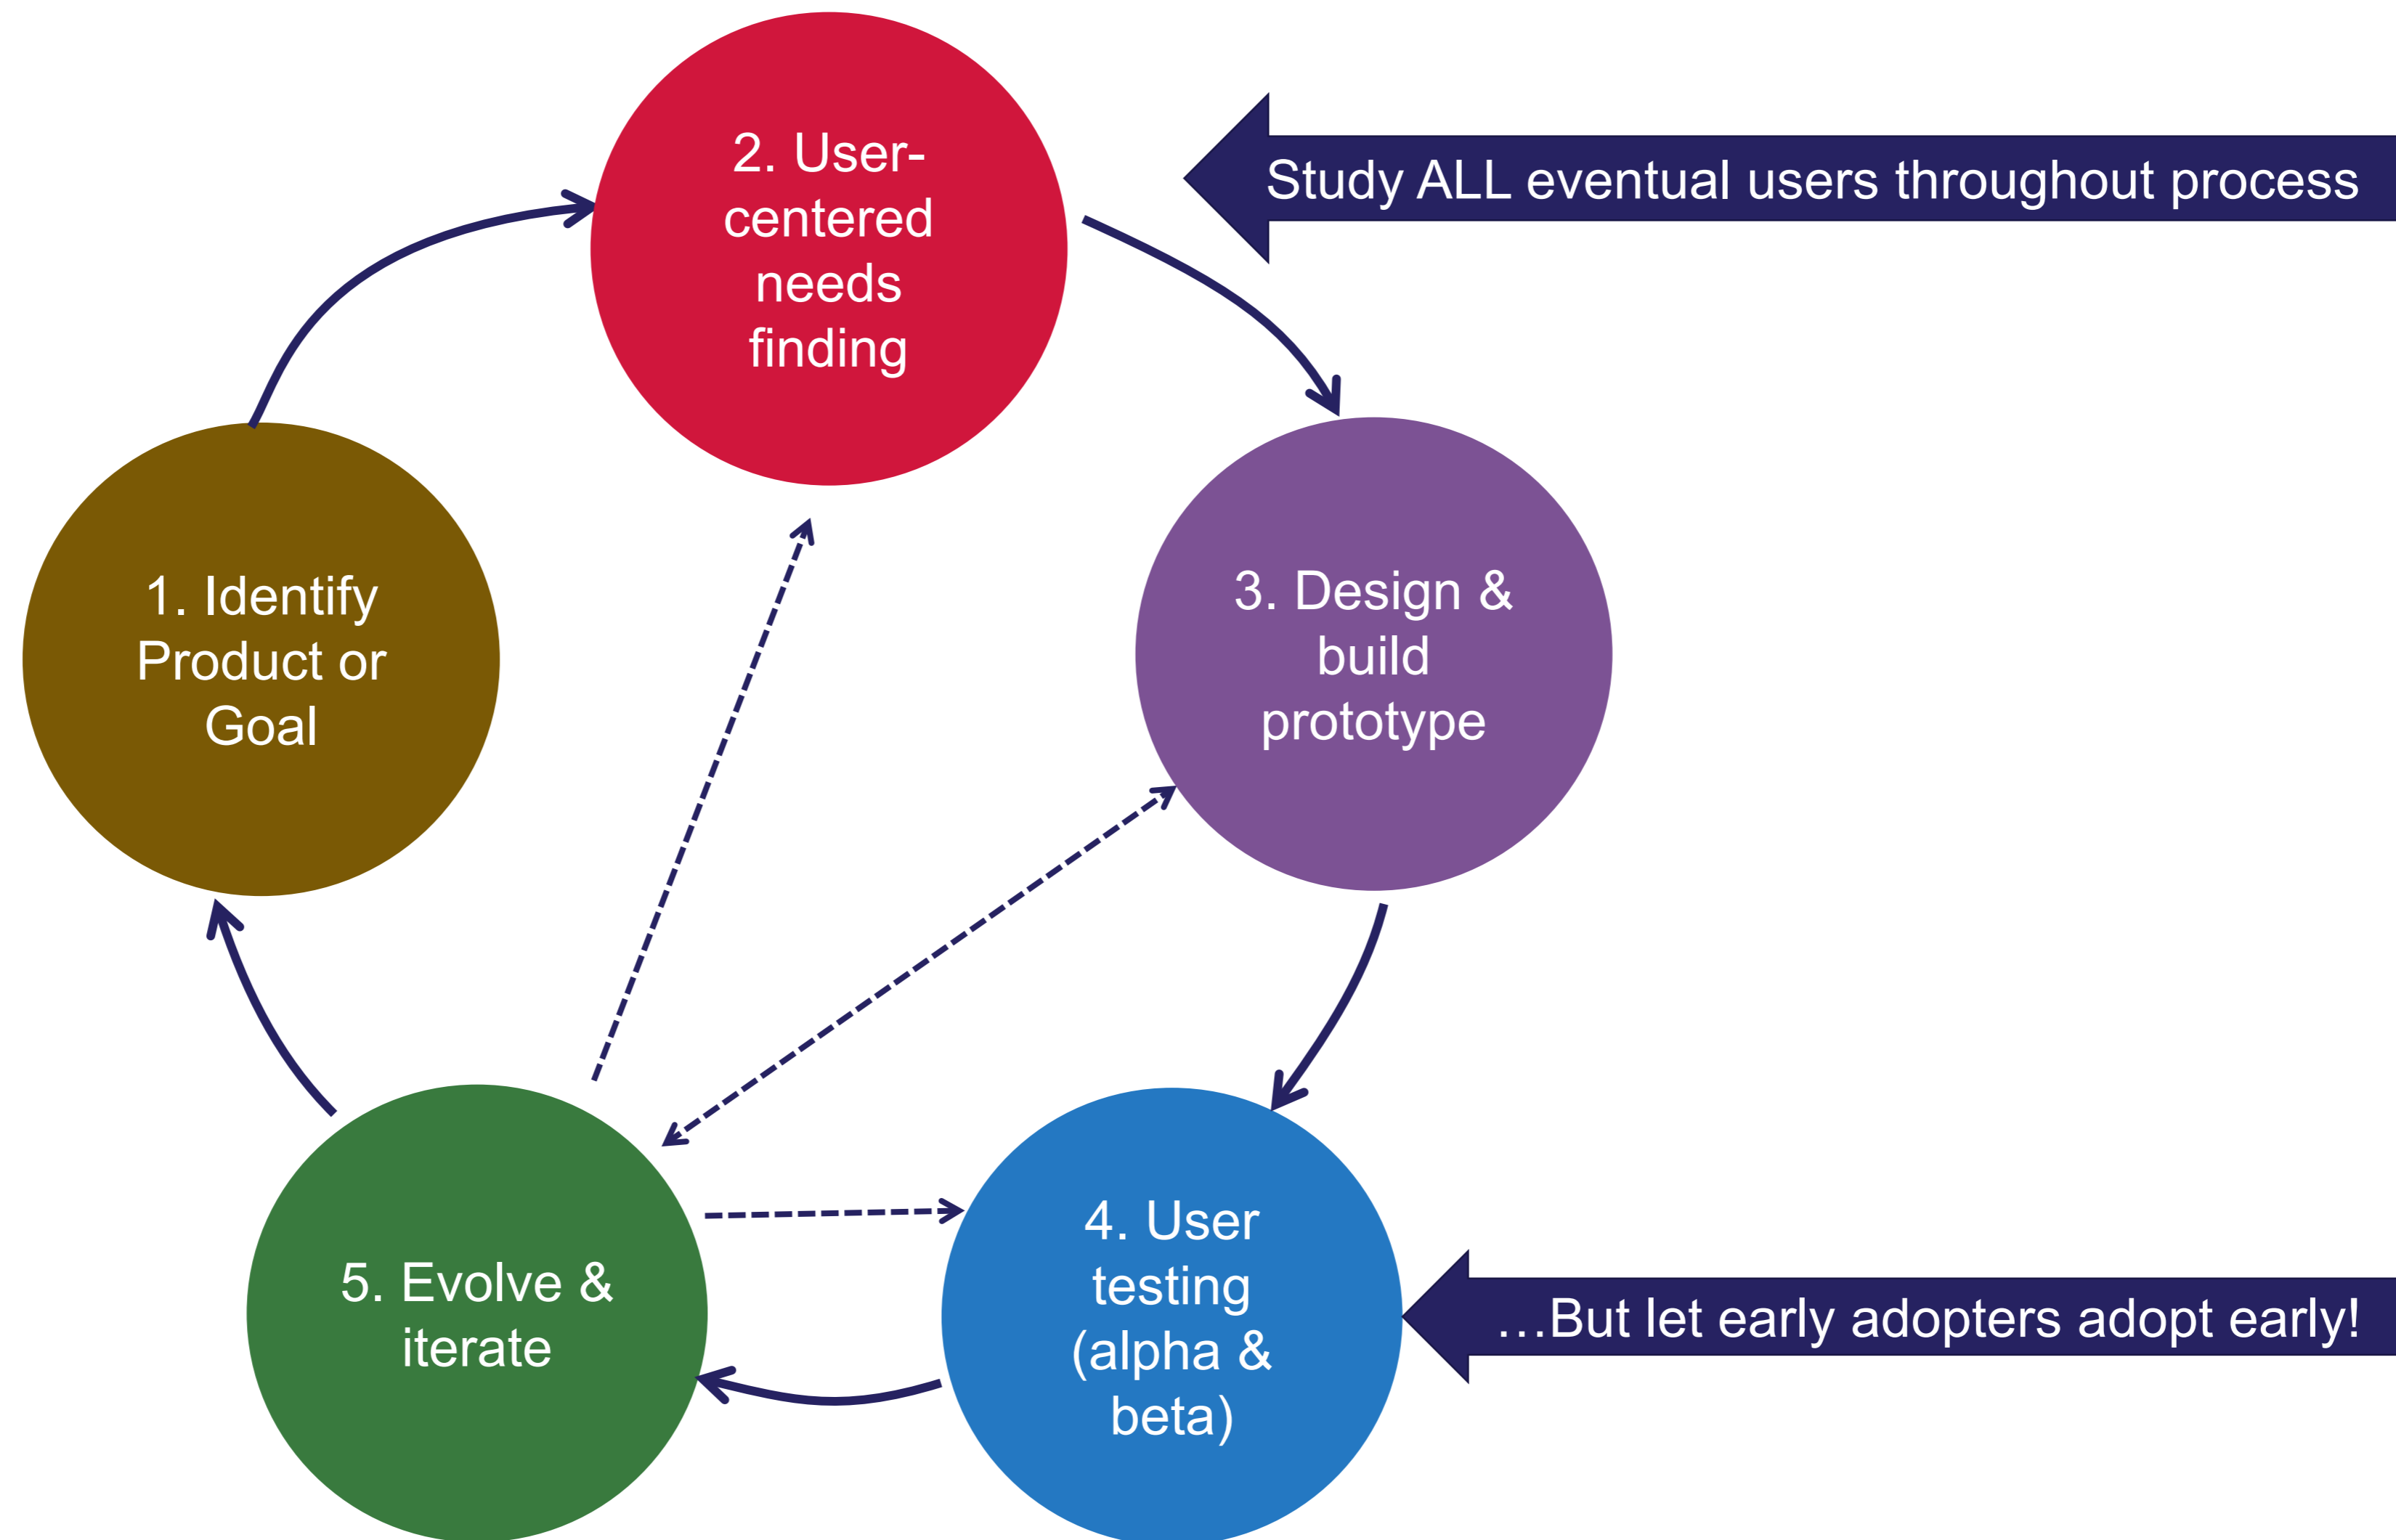 1. Identify
Product or
Goal
2. User-
centered
needs
finding
3. Design &
build
prototype
4. User
testing
(alpha &
beta)
5. Evolve &
iterate
Study ALL eventual users throughout process
…But let early adopters adopt early!